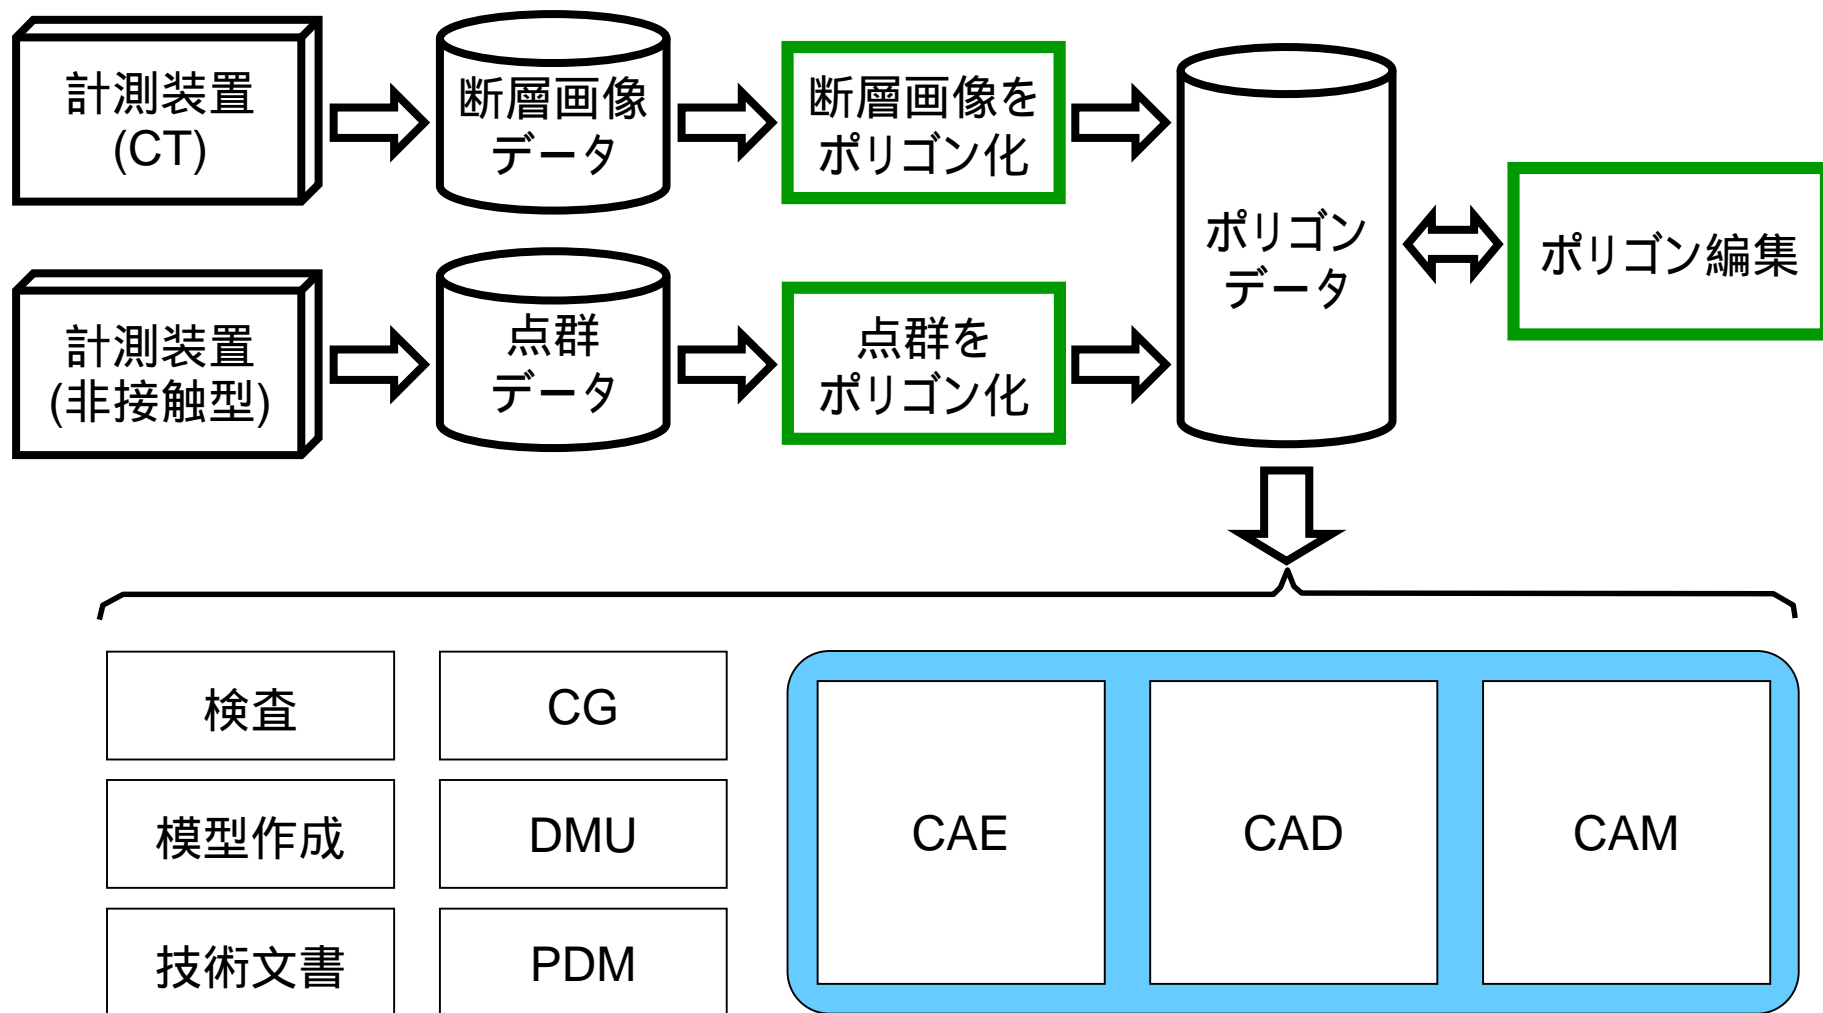 計測装置
(CT)
断層画像
データ
断層画像を
ポリゴン化
ポリゴン
データ
ポリゴン編集
計測装置
(非接触型)
点群
データ
点群を
ポリゴン化
検査
CG
模型作成
DMU
技術文書
PDM
CAE
CAD
CAM